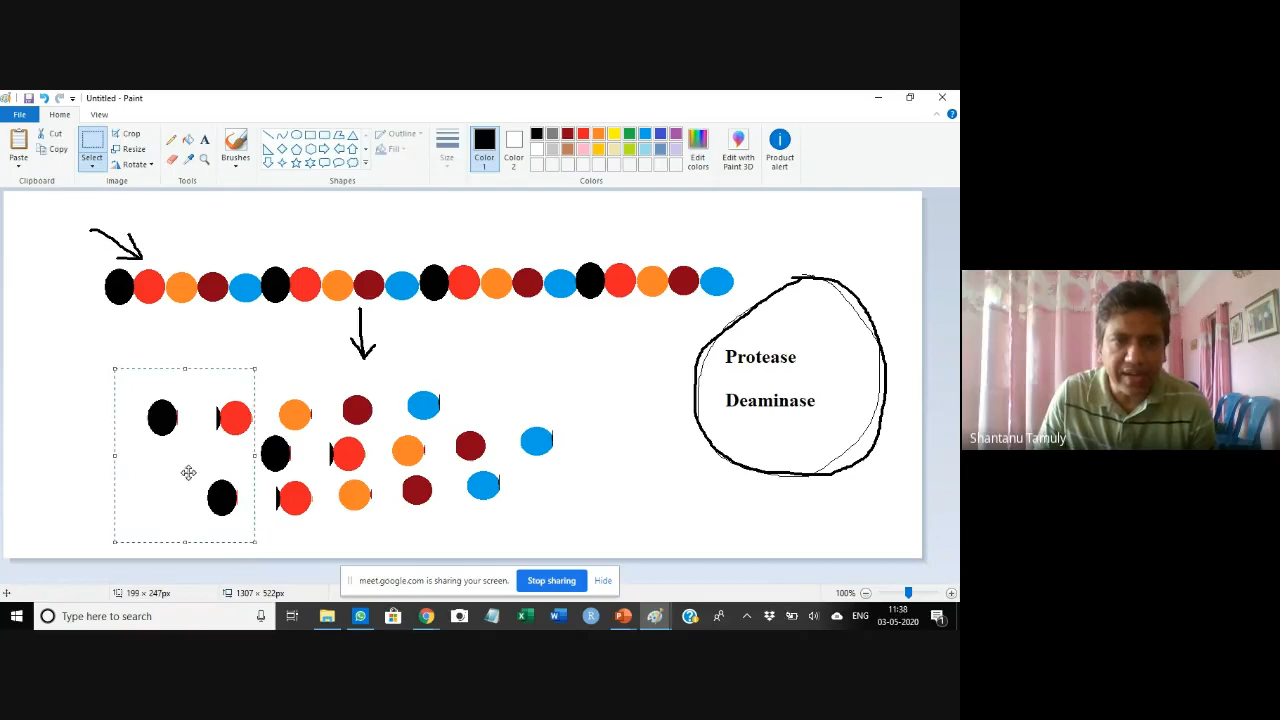 Untitled - Paint
File
Home
View
Paste
Cut
Copy
Clipboard
Select
Crop
Resize
Rotate
Image
Tools
Brushes
Shapes
Outline
Fill
Size
Color 1
Color 2
Edit colors
Colors
Edit with Paint 3D
Product alert
Protease
Deaminase
Shantanu Tamuly
meet.google.com is sharing your screen.
Stop sharing
Hide
199 × 247px
1307 × 522px
100%
Type here to search
ENG
11:38
03-05-2020